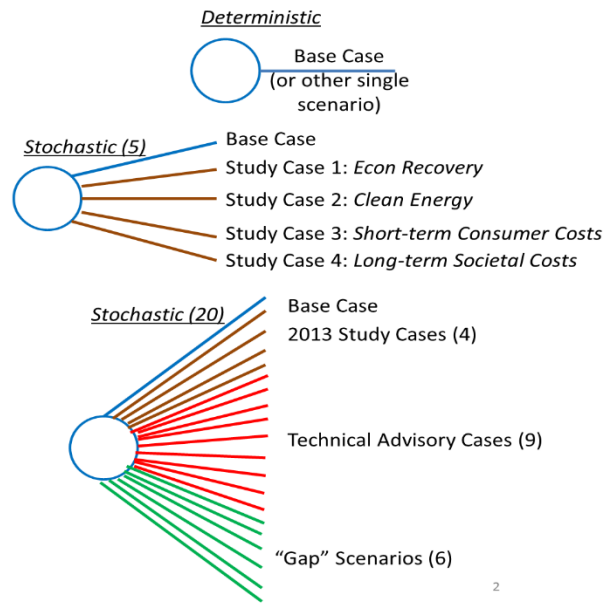 Deterministic
Base Case
(or other single
scenario)
Stochastic (5)
Base Case
Study Case 1: Econ Recovery
Study Case 2: Clean Energy
Study Case 3: Short-term Consumer Costs
Study Case 4: Long-term Societal Costs
Stochastic (20)
Base Case
2013 Study Cases (4)
Technical Advisory Cases (9)
“Gap” Scenarios (6)
2